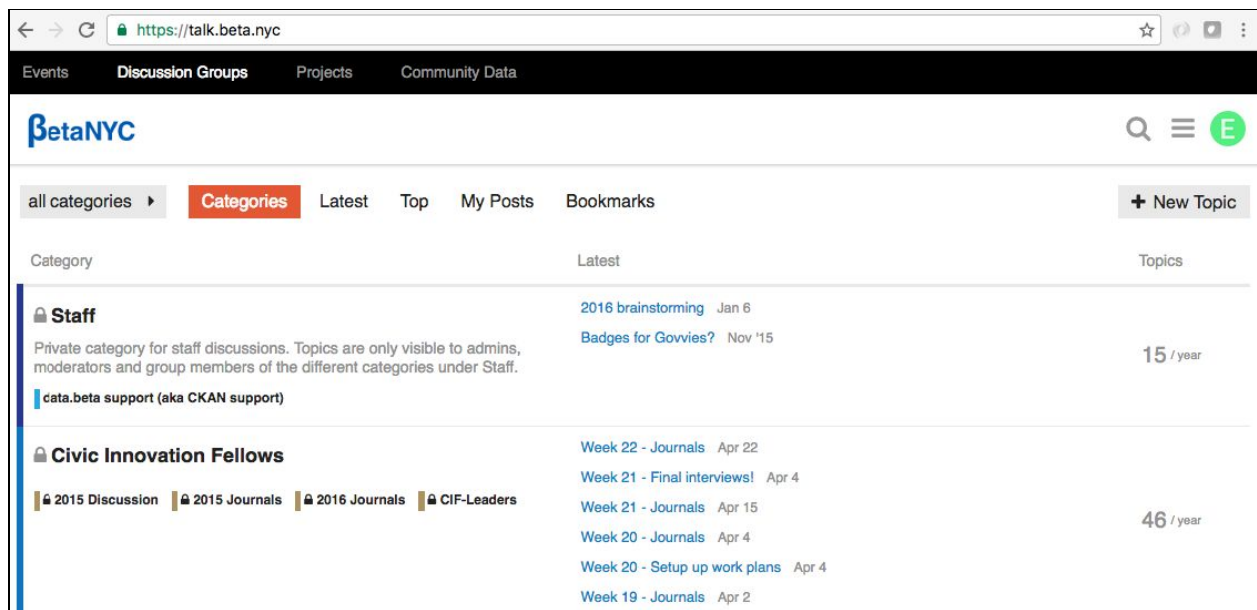 https://talk.beta.nyc
Events Discussion Groups Projects Community Data
βetaNYC
E
all categories Categories Latest Top My Posts Bookmarks + New Topic
Category Latest Topics
Staff
Private category for staff discussions. Topics are only visible to admins,
moderators and group members of the different categories under Staff.
data.beta support (aka CKAN support)
2016 brainstorming Jan 6
Badges for Govvies? Nov '15
15 / year
Civic Innovation Fellows
2015 Discussion 2015 Journals 2016 Journals CIF-Leaders
Week 22 - Journals Apr 22
Week 21 - Final interviews! Apr 4
Week 21 - Journals Apr 15
Week 20 - Journals Apr 4
Week 20 - Setup up work plans Apr 4
Week 19 - Journals Apr 2
46 / year